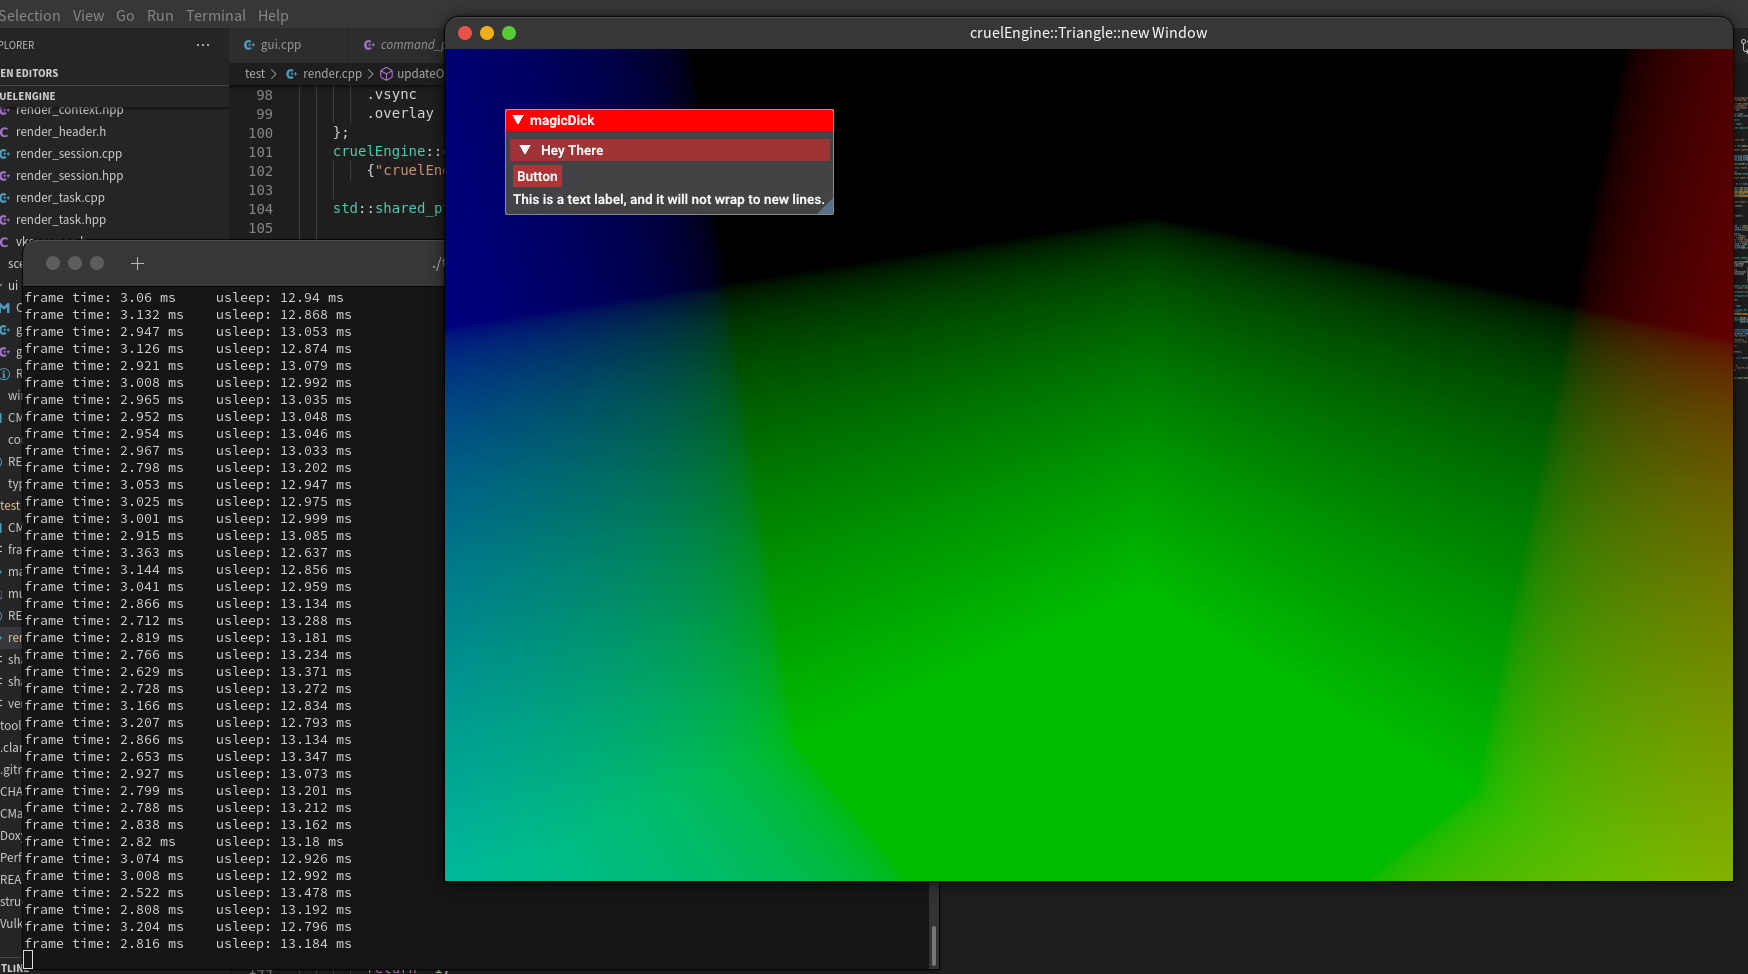 Selection View Go Run Terminal Help
cruelEngine::Triangle::new Window
PLORER ...
gui.cpp
EN EDITORS
test > render.cpp >
UELENGINE
render_context.hpp
render_header.h
render_session.cpp
render_session.hpp
render_task.cpp
render_task.hpp
98 .vsync
99 .overlay
100 };
101 cruelEngine::
102 {"cruelEn
103
104 std::shared_p
105
magicDick
Hey There
Button
This is a text label, and it will not wrap to new lines.
ui
test
frame time: 3.06 ms usleep: 12.94 ms
frame time: 3.132 ms usleep: 12.868 ms
frame time: 2.947 ms usleep: 13.053 ms
frame time: 3.126 ms usleep: 12.874 ms
frame time: 2.921 ms usleep: 13.079 ms
frame time: 3.008 ms usleep: 12.992 ms
frame time: 2.965 ms usleep: 13.035 ms
frame time: 2.952 ms usleep: 13.048 ms
frame time: 2.954 ms usleep: 13.046 ms
frame time: 2.967 ms usleep: 13.033 ms
frame time: 2.798 ms usleep: 13.202 ms
frame time: 3.053 ms usleep: 12.947 ms
frame time: 3.025 ms usleep: 12.975 ms
frame time: 3.001 ms usleep: 12.999 ms
frame time: 2.915 ms usleep: 13.085 ms
frame time: 3.363 ms usleep: 12.637 ms
frame time: 3.144 ms usleep: 12.856 ms
frame time: 3.041 ms usleep: 12.959 ms
frame time: 2.866 ms usleep: 13.134 ms
frame time: 2.712 ms usleep: 13.288 ms
frame time: 2.819 ms usleep: 13.181 ms
frame time: 2.766 ms usleep: 13.234 ms
frame time: 2.629 ms usleep: 13.371 ms
frame time: 2.728 ms usleep: 13.272 ms
frame time: 3.166 ms usleep: 12.834 ms
frame time: 3.207 ms usleep: 12.793 ms
frame time: 2.866 ms usleep: 13.134 ms
frame time: 2.653 ms usleep: 13.347 ms
frame time: 2.927 ms usleep: 13.073 ms
frame time: 2.799 ms usleep: 13.201 ms
frame time: 2.788 ms usleep: 13.212 ms
frame time: 2.838 ms usleep: 13.162 ms
frame time: 2.82 ms usleep: 13.18 ms
frame time: 3.074 ms usleep: 12.926 ms
frame time: 3.008 ms usleep: 12.992 ms
frame time: 2.522 ms usleep: 13.478 ms
frame time: 2.808 ms usleep: 13.192 ms
frame time: 3.204 ms usleep: 12.796 ms
frame time: 2.816 ms usleep: 13.184 ms